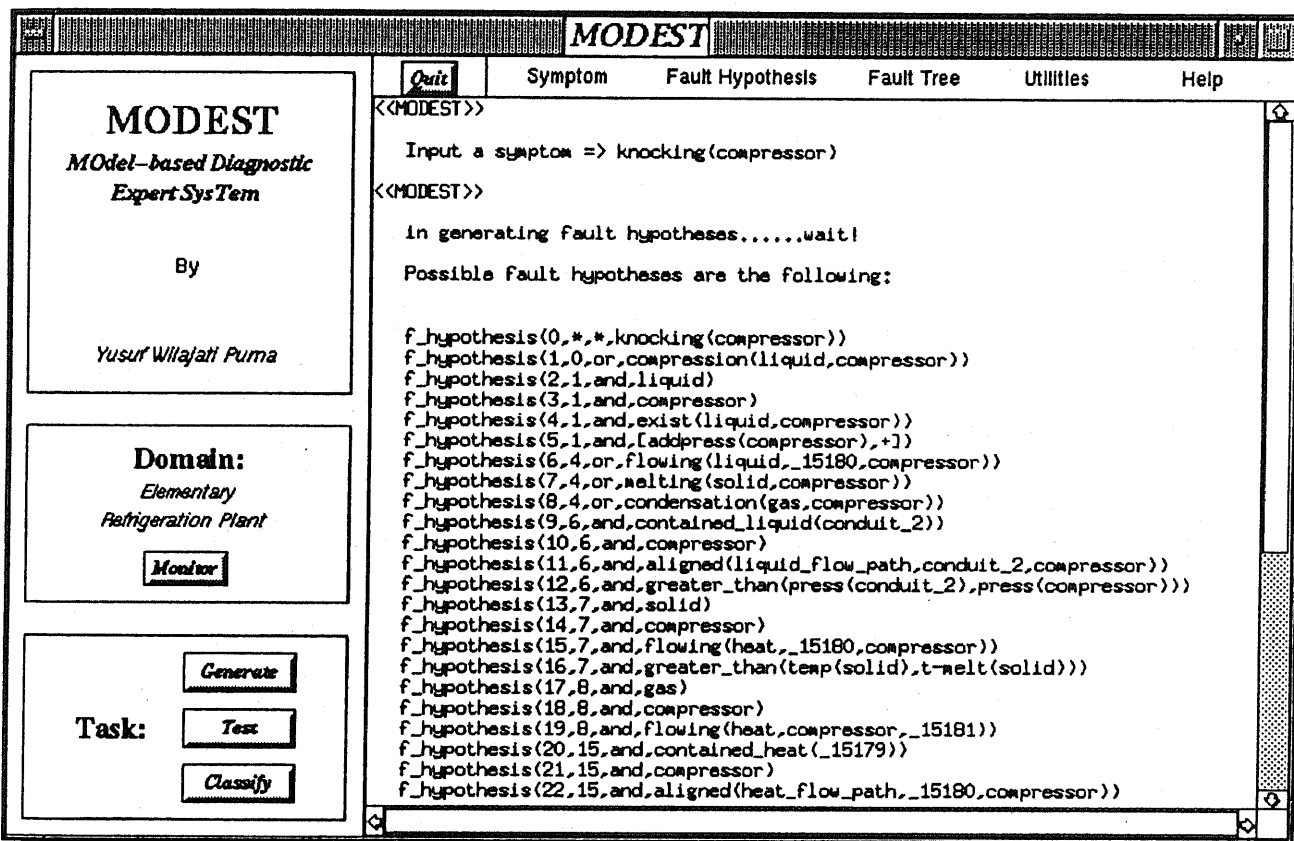 MODEST
Quit Symptom Fault Hypothesis Fault Tree Utilities Help
MODEST
MOdel-based Diagnostic
Expert SysTem
By
Yusuf Wilajati Purna
Domain:
Elementary
Refrigeration Plant
Monitor
Task:
Generate
Test
Classify
<<MODEST>>
Input a symptom => knocking(compressor)
<<MODEST>>
in generating fault hypotheses......wait!
Possible fault hypotheses are the following:
f_hypothesis(0,*,*,knocking(compressor))
f_hypothesis(1,0,or,compression(liquid,compressor))
f_hypothesis(2,1,and,liquid)
f_hypothesis(3,1,and,compressor)
f_hypothesis(4,1,and,exist(liquid,compressor))
f_hypothesis(5,1,and,[addpress(compressor),+])
f_hypothesis(6,4,or,flowing(liquid,_15180,compressor))
f_hypothesis(7,4,or,melting(solid,compressor))
f_hypothesis(8,4,or,condensation(gas,compressor))
f_hypothesis(9,6,and,contained_liquid(conduit_2))
f_hypothesis(10,6,and,compressor)
f_hypothesis(11,6,and,aligned(liquid_flow_path,conduit_2,compressor))
f_hypothesis(12,6,and,greater_than(press(conduit_2),press(compressor)))
f_hypothesis(13,7,and,solid)
f_hypothesis(14,7,and,compressor)
f_hypothesis(15,7,and,flowing(heat,_15180,compressor))
f_hypothesis(16,7,and,greater_than(temp(solid),t-melt(solid)))
f_hypothesis(17,8,and,gas)
f_hypothesis(18,8,and,compressor)
f_hypothesis(19,8,and,flowing(heat,compressor,_15181))
f_hypothesis(20,15,and,contained_heat(_15179))
f_hypothesis(21,15,and,compressor)
f_hypothesis(22,15,and,aligned(heat_flow_path,_15180,compressor))